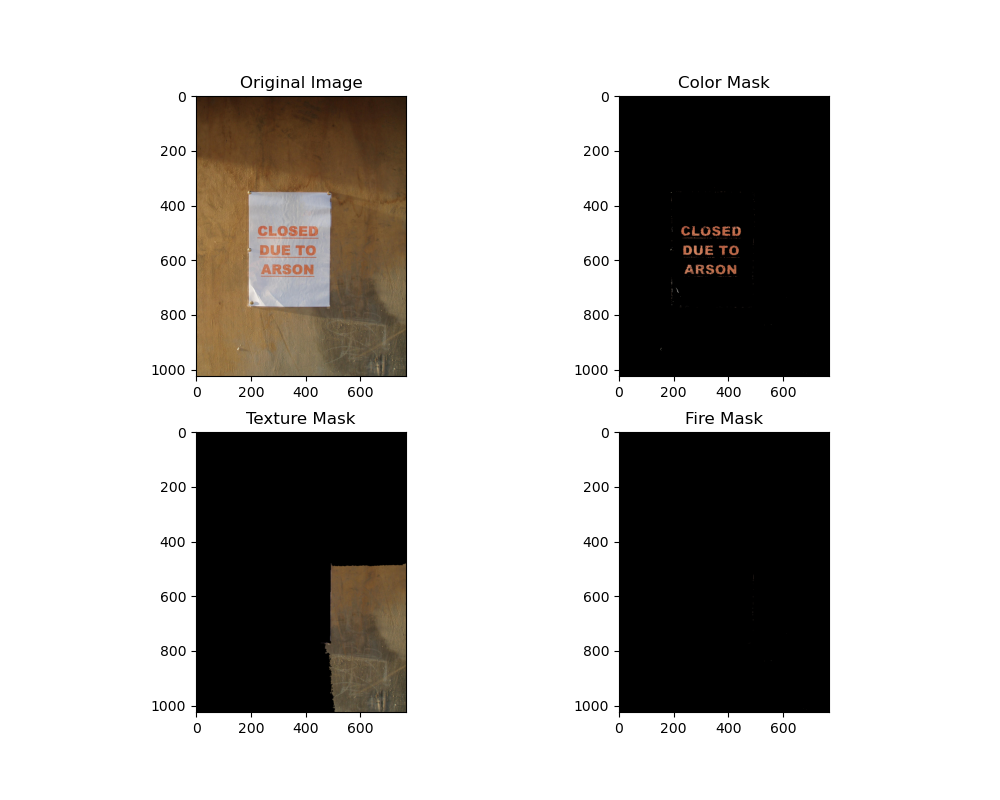 Original Image
Color Mask
0
200
400
600
800
1000
0 200 400 600
CLOSED
DUE TO
ARSON
0
200
400
600
800
1000
0 200 400 600
CLOSED
DUE TO
ARSON
Texture Mask
Fire Mask
0
200
400
600
800
1000
0 200 400 600
0
200
400
600
800
1000
0 200 400 600